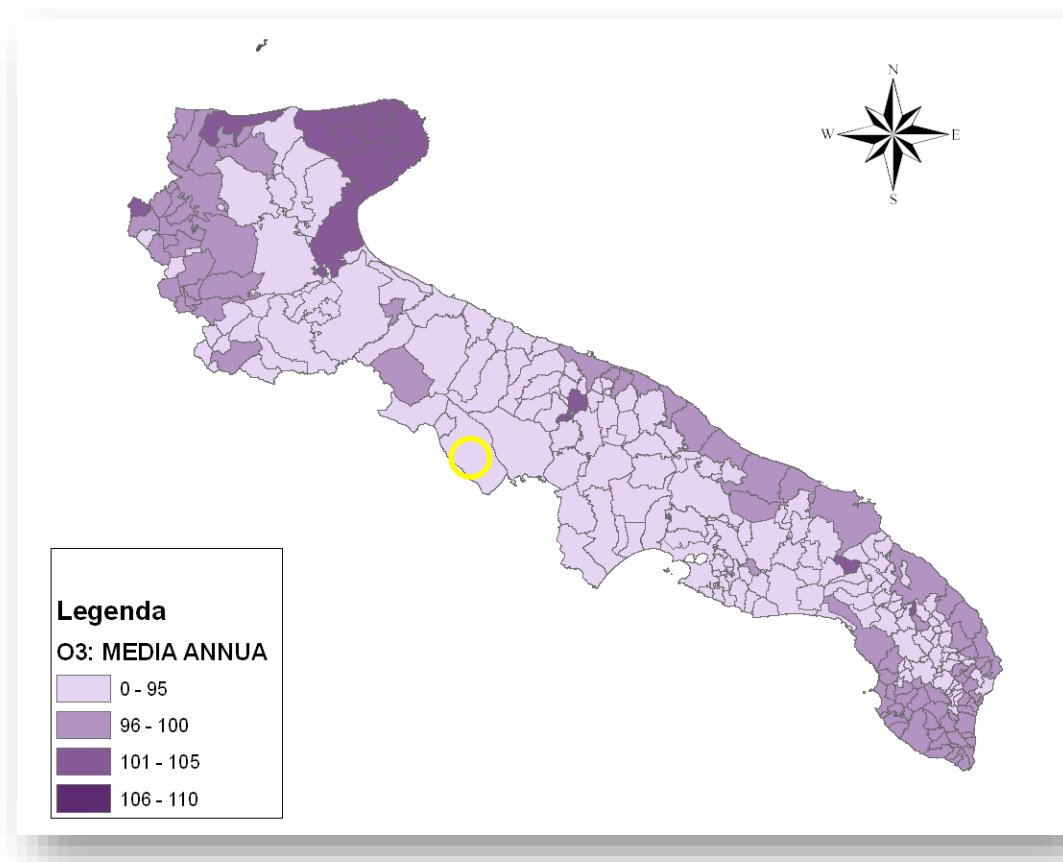 N
W E
S
Legenda
O3: MEDIA ANNUA
0 - 95
96 - 100
101 - 105
106 - 110